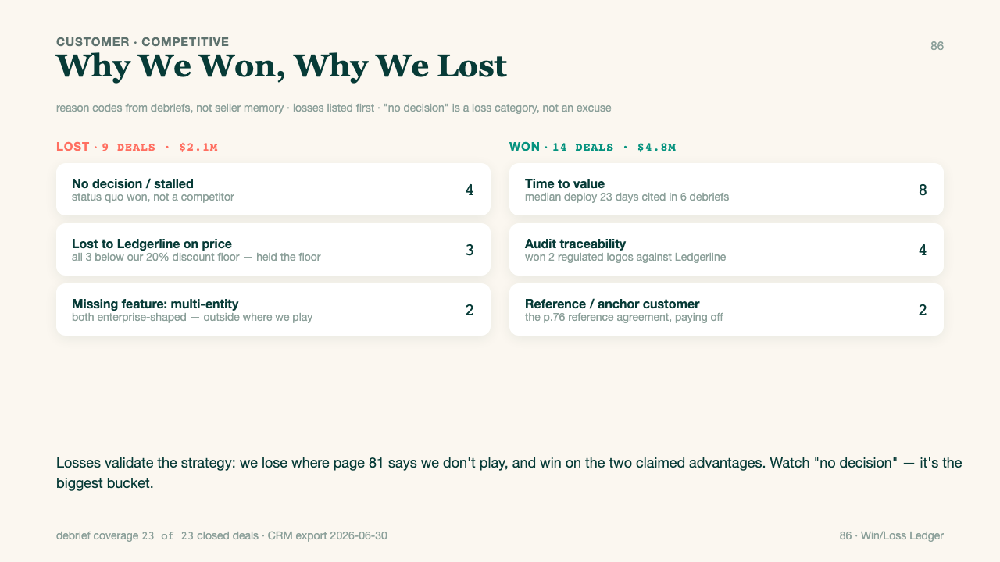 CUSTOMER · COMPETITIVE
86
Why We Won, Why We Lost
reason codes from debriefs, not seller memory · losses listed first · "no decision" is a loss category, not an excuse
LOST · 9 DEALS · $2.1M
No decision / stalled
status quo won, not a competitor
4
Lost to Ledgerline on price
all 3 below our 20% discount floor — held the floor
3
Missing feature: multi-entity
both enterprise-shaped — outside where we play
2
WON · 14 DEALS · $4.8M
Time to value
median deploy 23 days cited in 6 debriefs
8
Audit traceability
won 2 regulated logos against Ledgerline
4
Reference / anchor customer
the p.76 reference agreement, paying off
2
Losses validate the strategy: we lose where page 81 says we don't play, and win on the two claimed advantages. Watch "no decision" — it's the
biggest bucket.
debrief coverage 23 of 23 closed deals · CRM export 2026-06-30
86 · Win/Loss Ledger